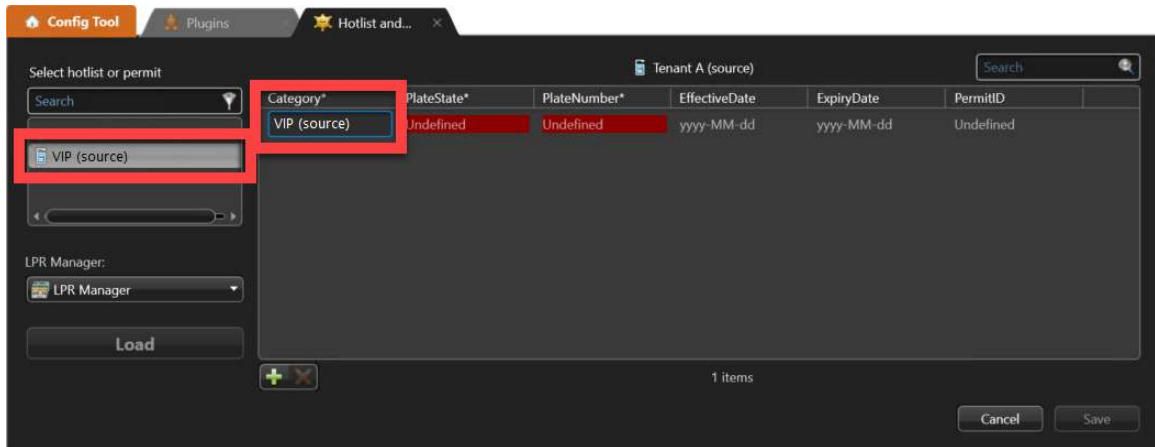 Config Tool
Plugins
Hotlist and...
Select hotlist or permit
Tenant A (source)
Search
Search
Category* PlateState* PlateNumber* EffectiveDate ExpiryDate PermitID
VIP (source) Undefined Undefined yyyy-MM-dd yyyy-MM-dd Undefined
VIP (source)
LPR Manager:
LPR Manager
Load
1 items
Cancel Save